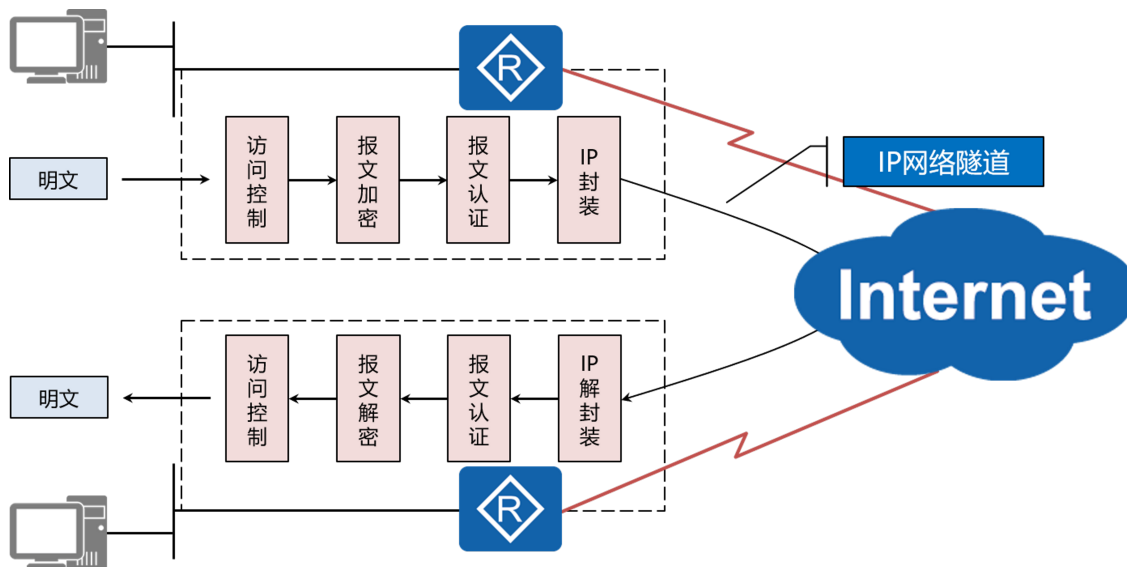 R
IP网络隧道
明文
访问控制
报文加密
报文认证
IP封装
Internet
明文
访问控制
报文解密
报文认证
IP解封装
R